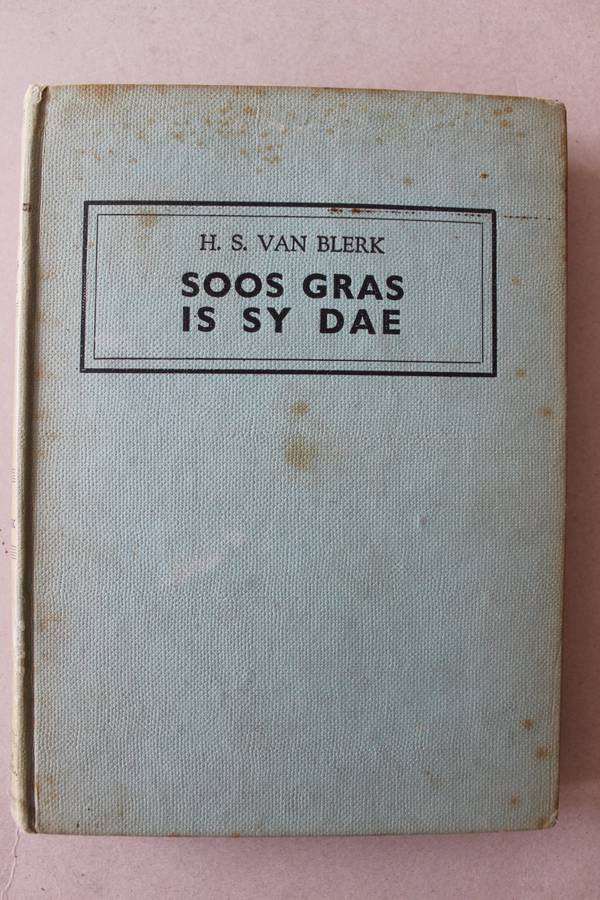 H. S. VAN BLERK
SOOS GRAS
IS SY DAE